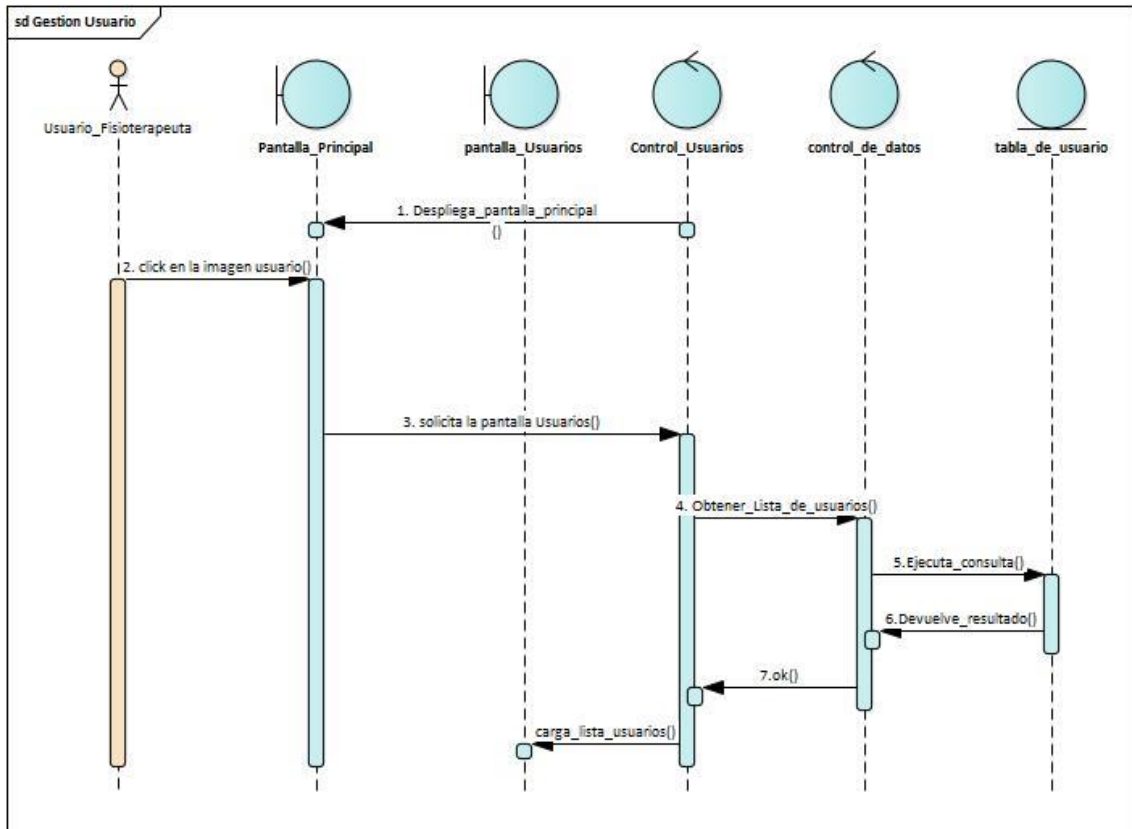 sd Gestion Usuario
Usuario_Fisioterapeuta
Pantalla_Principal
pantalla_Usuarios
Control_Usuarios
control_de_datos
tabla_de_usuario
1. Despliega_pantalla_principal
()
2. click en la imagen usuario()
3. solicita la pantalla Usuarios()
4. Obtener_Lista_de_usuarios()
5.Ejecuta_consulta()
6.Devuelve_resultado()
7.ok()
carga_lista_usuarios()